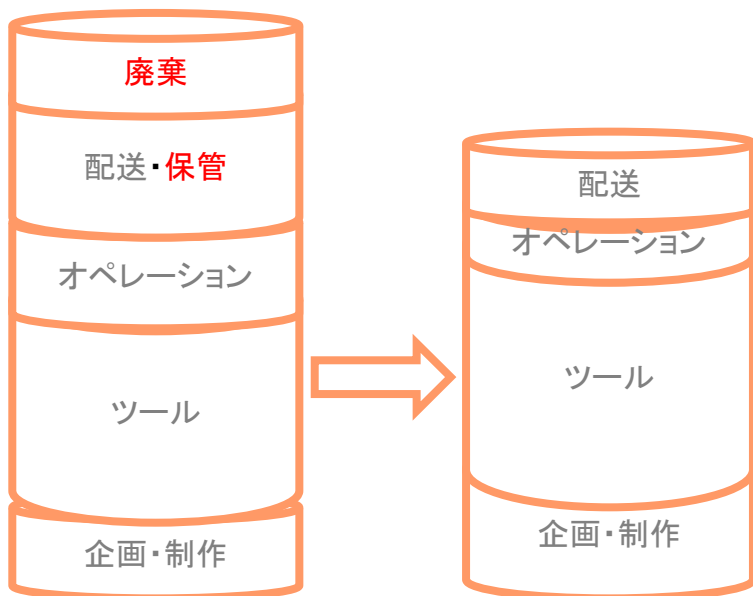 廃棄
配送・保管
オペレーション
ツール
企画・制作
配送
オペレーション
ツール
企画・制作